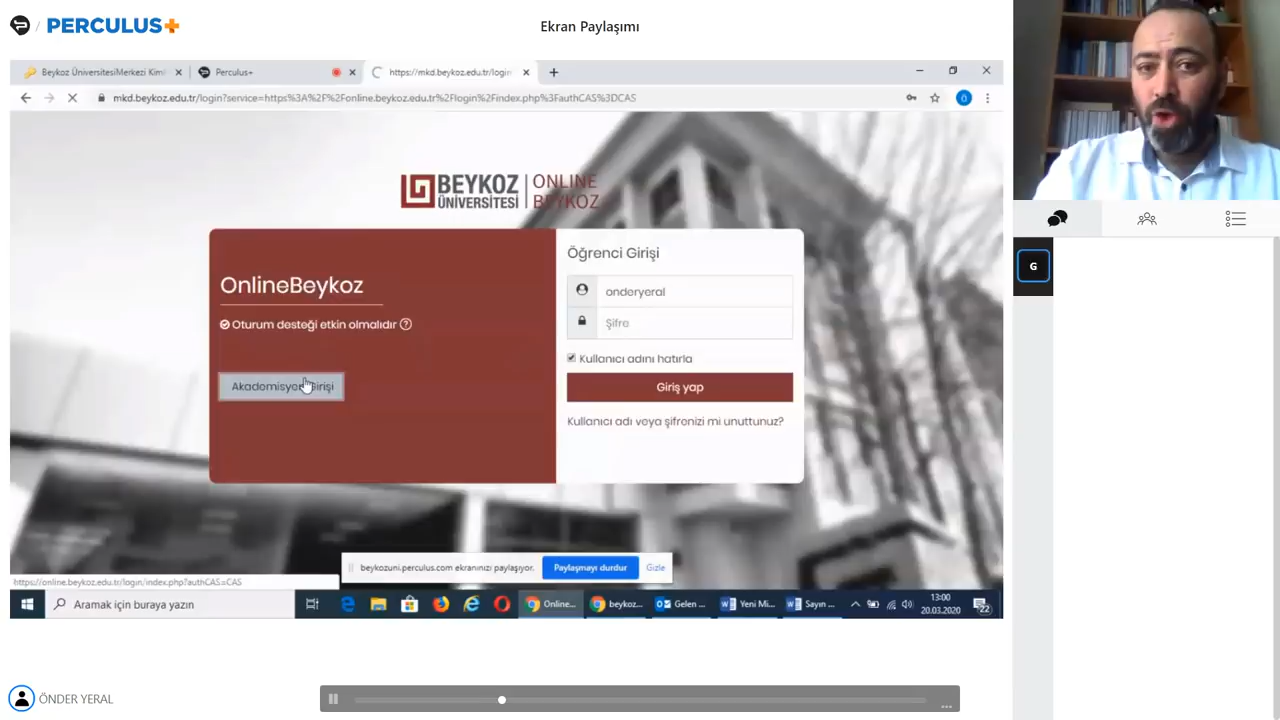 PERCULUS+
Ekran Paylaşımı
Beykoz ÜniversitesiMerkezi Kiml
Perculus+
https://mkd.beykoz.edu.tr/login
mkd.beykoz.edu.tr/login?service=https%3A%2F%2Fonline.beykoz.edu.tr%2Flogin%2Findex.php%3FauthCAS%3DCAS
Ö
BEYKOZ
ÜNİVERSİTESİ
ONLINE
BEYKOZ
OnlineBeykoz
Oturum desteği etkin olmalıdır
Akademisyen Girişi
Öğrenci Girişi
onderyeral
Şifre
Kullanıcı adını hatırla
Giriş yap
Kullanıcı adı veya şifrenizi mi unuttunuz?
G
beykozuni.perculus.com ekranınızı paylaşıyor.
Paylaşmayı durdur
Gizle
https://online.beykoz.edu.tr/login/index.php?authCAS=CAS
Aramak için buraya yazın
Online...
beykoz...
Gelen ...
Yeni Mi...
Sayın ...
13:00
20.03.2020
22
ÖNDER YERAL